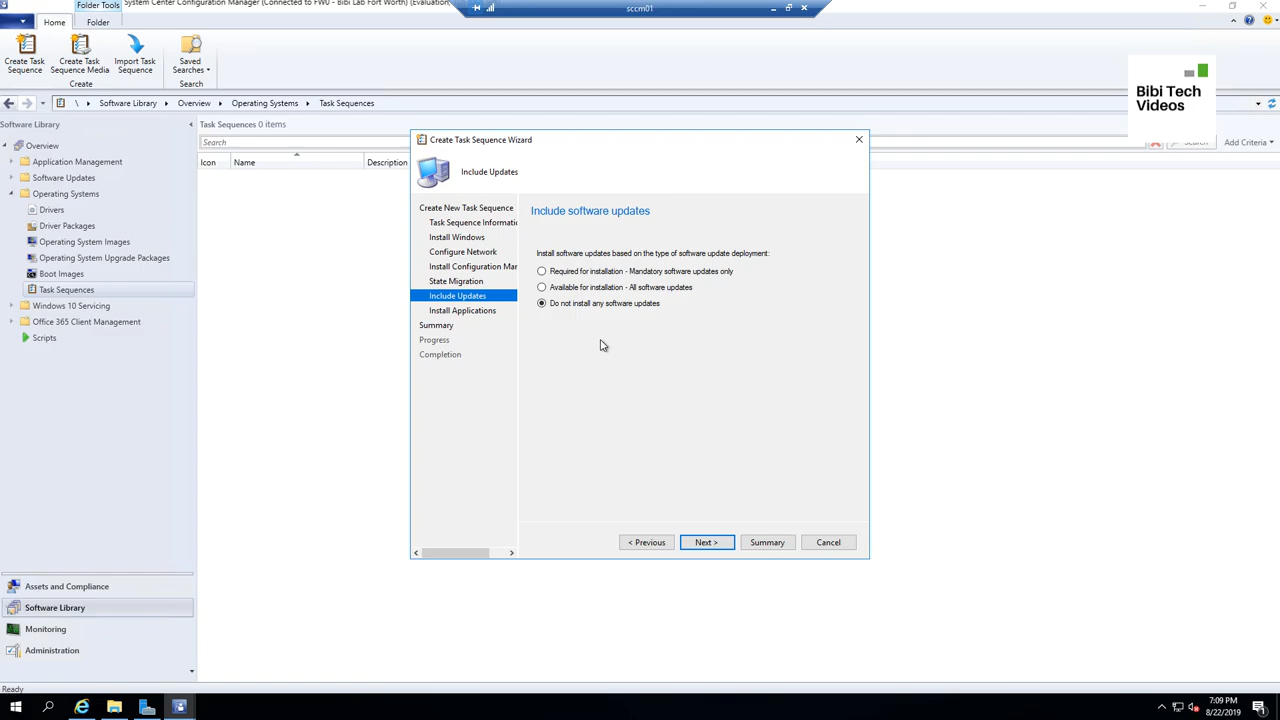 Folder Tools
System Center Configuration Manager (Connected to FW0 - Bibi Lab Fort Worth) (Evaluation
sccm01
Home
Folder
Create Task
Sequence
Create Task
Sequence Media
Import Task
Sequence
Saved
Searches
Create
Search
Bibi Tech
Videos
\ Software Library Overview Operating Systems Task Sequences
Software Library
Task Sequences 0 items
Search
Search
Add Criteria
Icon
Name
Description
Overview
Application Management
Software Updates
Operating Systems
Drivers
Driver Packages
Operating System Images
Operating System Upgrade Packages
Boot Images
Task Sequences
Windows 10 Servicing
Office 365 Client Management
Scripts
Create Task Sequence Wizard
Include Updates
Create New Task Sequence
Task Sequence Informatio
Install Windows
Configure Network
Install Configuration Mar
State Migration
Include Updates
Install Applications
Summary
Progress
Completion
Include software updates
Install software updates based on the type of software update deployment:
Required for installation - Mandatory software updates only
Available for installation - All software updates
Do not install any software updates
< Previous
Next >
Summary
Cancel
Assets and Compliance
Software Library
Monitoring
Administration
Ready
7:09 PM
8/22/2019
1